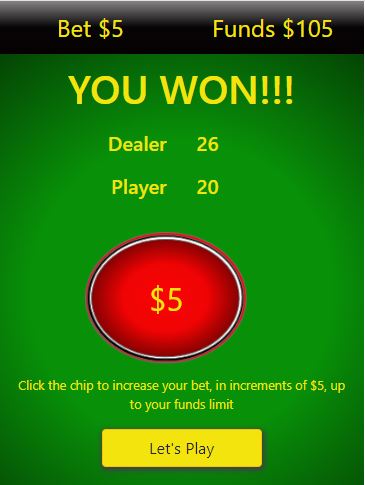 Bet $5 Funds $105
YOU WON!!!
Dealer 26
Player 20
$5
Click the chip to increase your bet, in increments of $5, up
to your funds limit
Let's Play